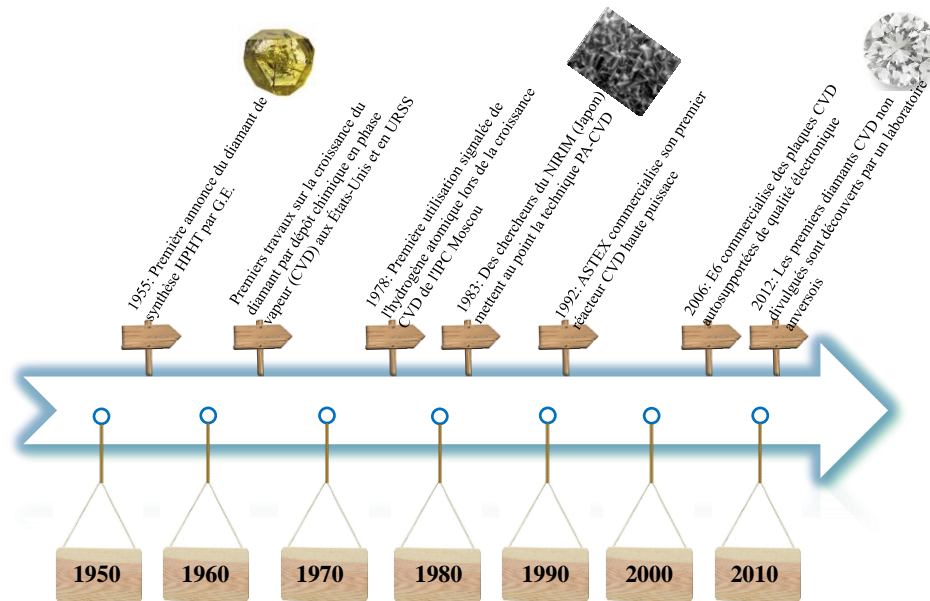 1955: Première annonce du diamant de
synthèse HPHT par G.E.
Premiers travaux sur la croissance du
diamant par dépôt chimique en phase
vapeur (CVD) aux États-Unis et en URSS
1978: Première utilisation signalée de
l'hydrogène atomique lors de la croissance
CVD de l'IPC Moscou
1983: Des chercheurs du NIRIM (Japon)
mettent au point la technique PA-CVD
1992: ASTEX commercialise son premier
réacteur CVD haute puissace
2006: E6 commercialise des plaques CVD
autosupportées de qualité électronique
2012: Les premiers diamants CVD non
divulgués sont découverts par un laboratoire
anversois
1950
1960
1970
1980
1990
2000
2010